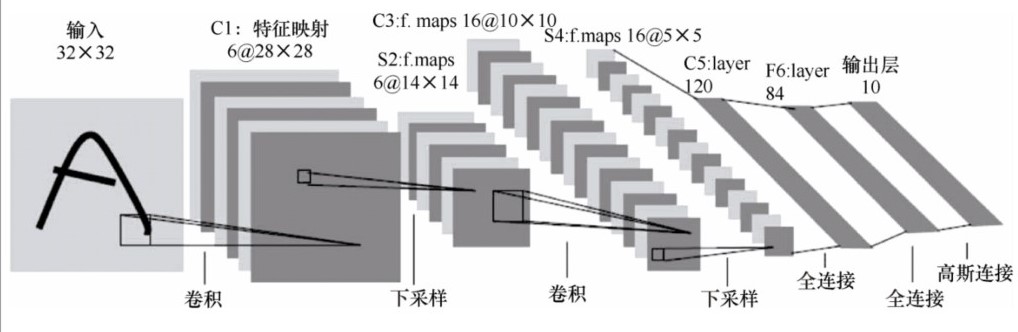 输入
32×32
C1：特征映射
6@28×28
S2:f.maps
6@14×14
C3:f. maps 16@10×10
S4:f.maps 16@5×5
C5:layer
120
F6:layer
84
输出层
10
卷积
下采样
卷积
下采样
全连接
全连接
高斯连接